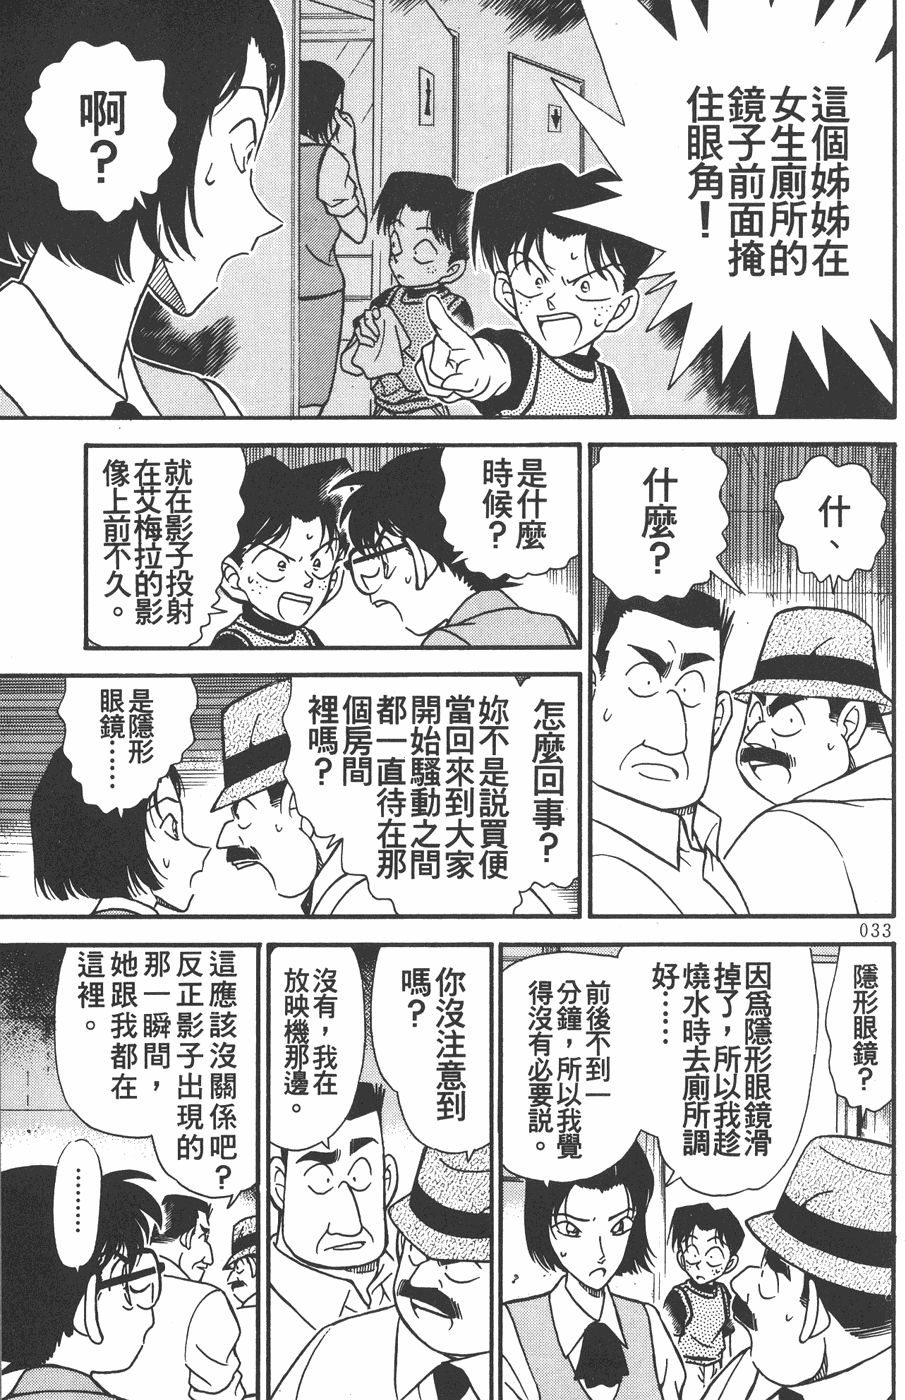 這個姊姊在
女生廁所的
鏡子前面掩
住眼角！
啊？
什、
什麼？
是什麼
時候？
就在影子投射
在艾梅拉的影
像上前不久。
怎麼回事？
妳不是說買便
當回來到大家
開始騷動之間
都一直待在那
個房間
裡嗎？
是隱形
眼鏡……
033
隱形眼鏡？
因為隱形眼鏡滑
掉了，所以我趁
燒水時去廁所調
好……
前後不到一
分鐘，所以我覺
得沒有必要說。
你沒注意到
嗎？
沒有，我在
放映機那邊。
這應該沒關係吧？
反正影子出現的
那一瞬間，
她跟我都在
這裡。
………